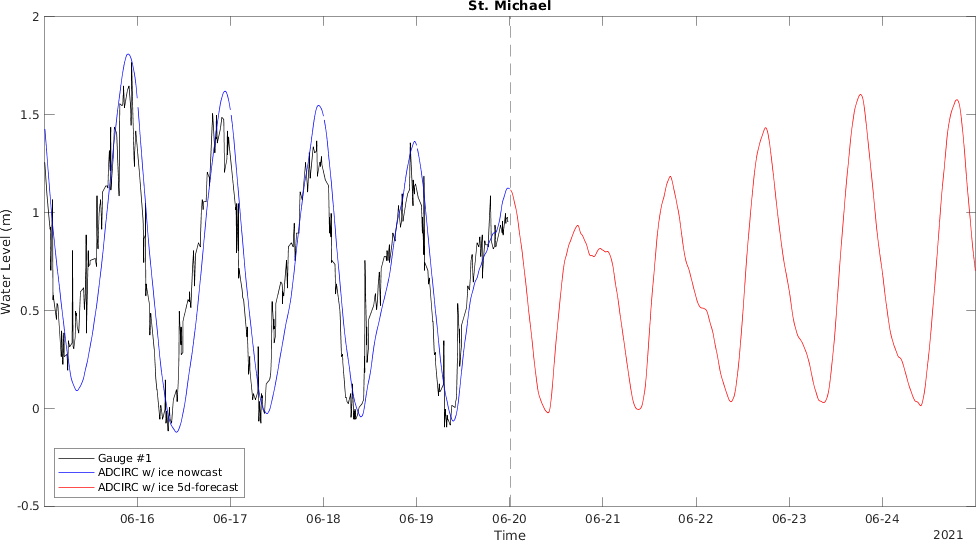 St. Michael
2
1.5
1
0.5
0
-0.5
Water Level (m)
Gauge #1
ADCIRC w/ ice nowcast
ADCIRC w/ ice 5d-forecast
06-16 06-17 06-18 06-19 06-20 06-21 06-22 06-23 06-24
Time
2021